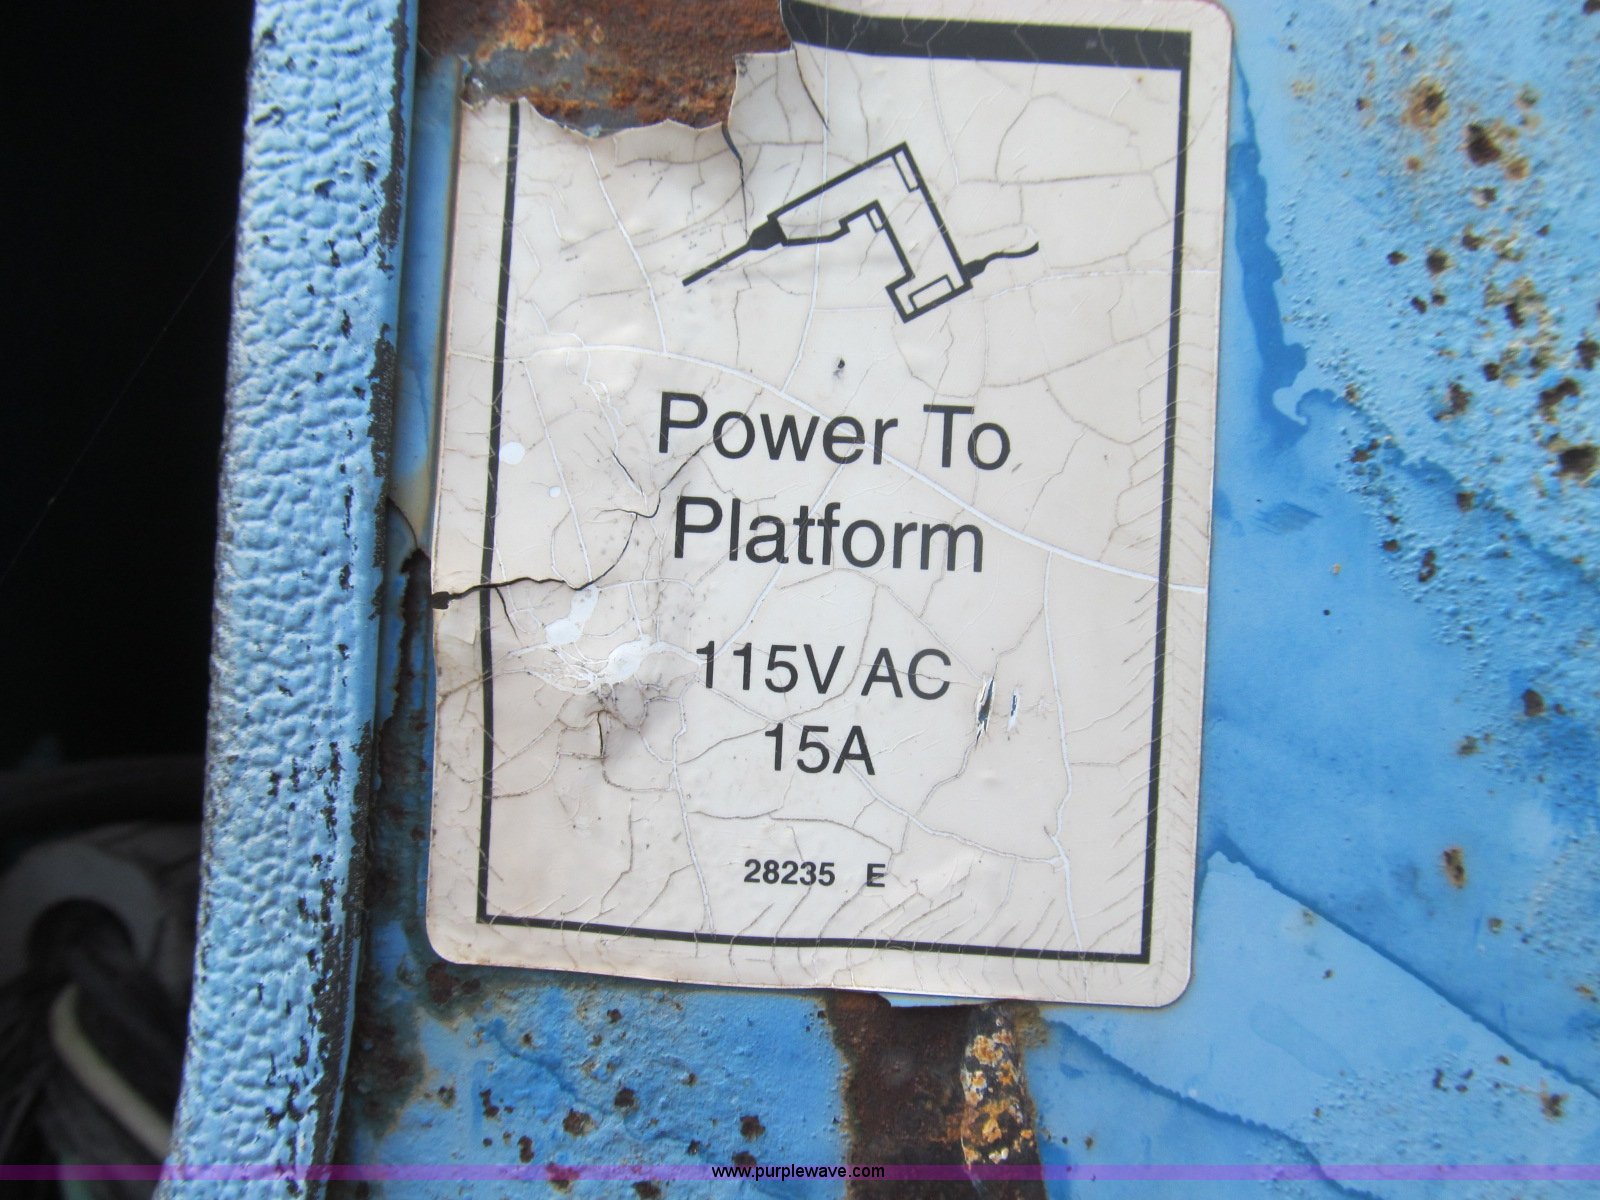 Power To
Platform
115V AC
15A
28235 E
www.purplewave.com